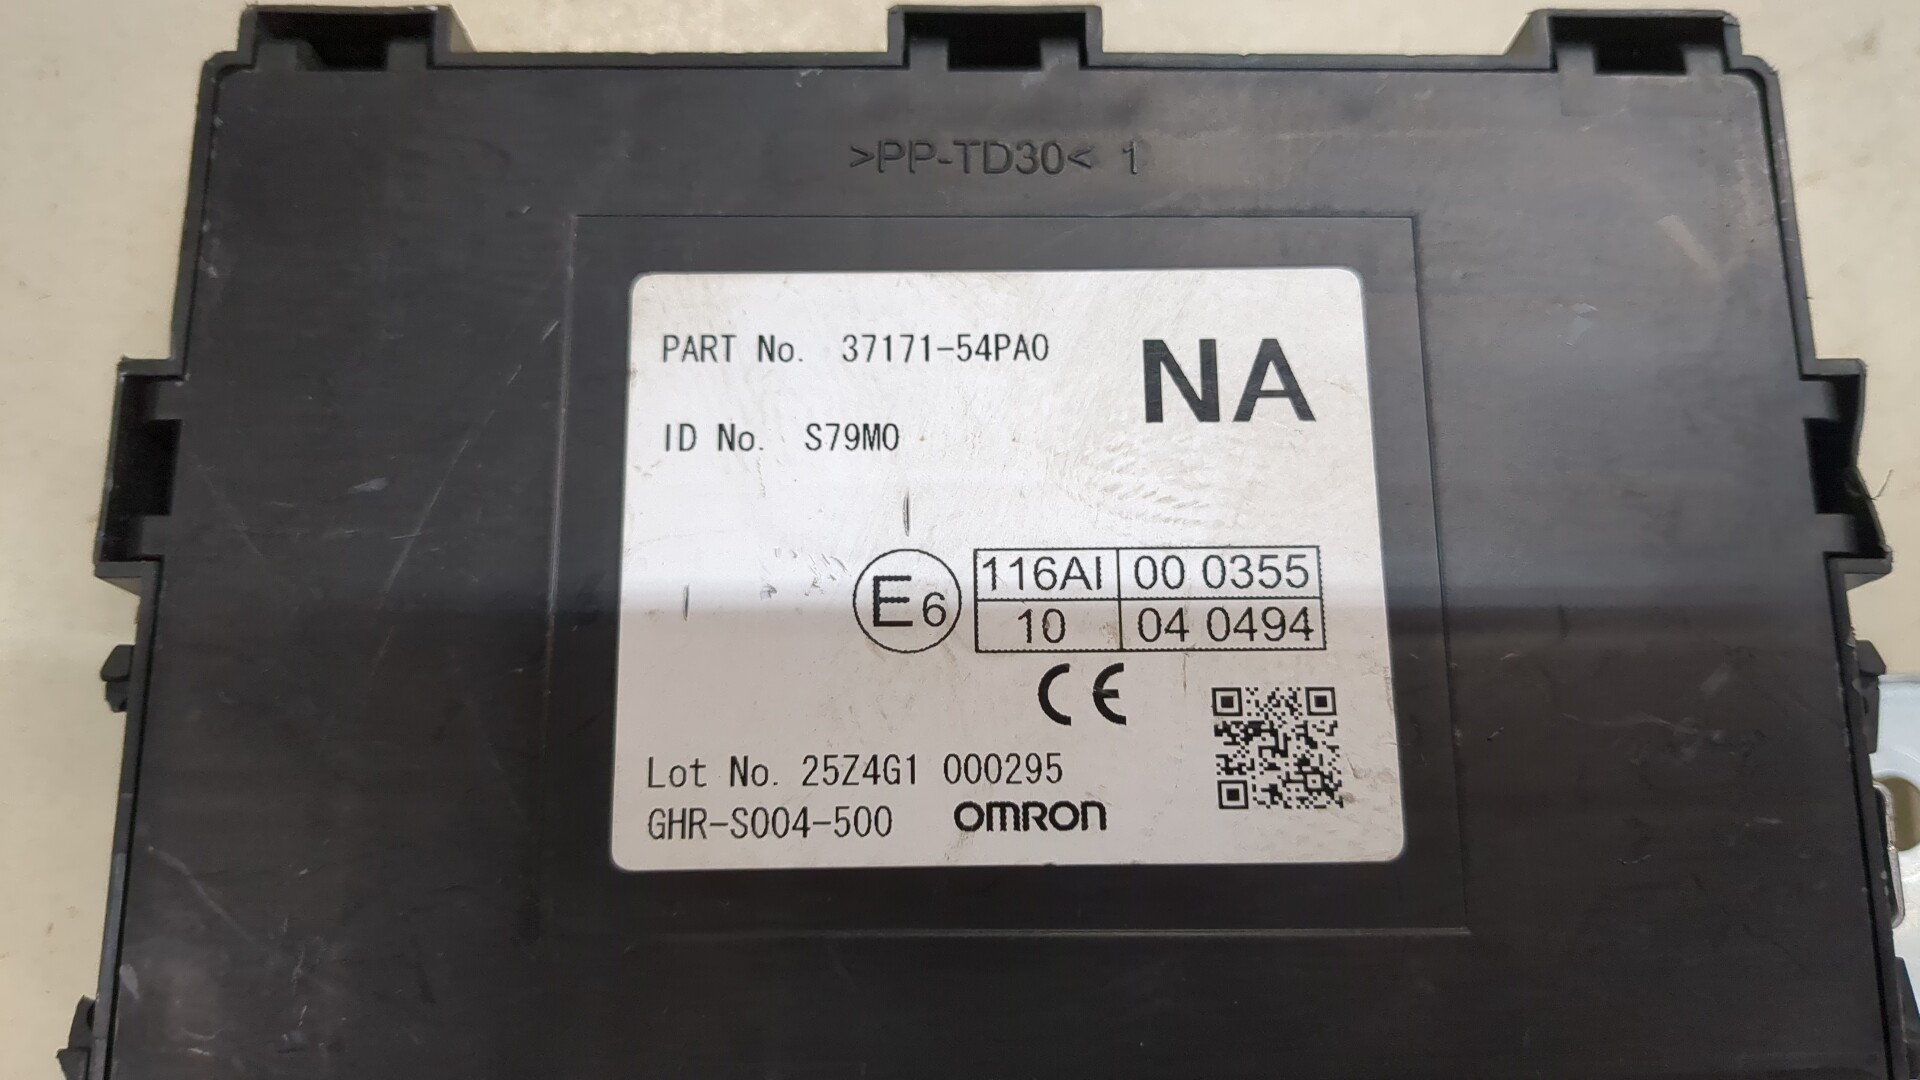 >PP-TD30< 1
PART No. 37171-54PA0
NA
ID No. S79M0
E6
116AI 00 0355
10 04 0494
CE
Lot No. 25Z4G1 000295
GHR-S004-500 OMRON